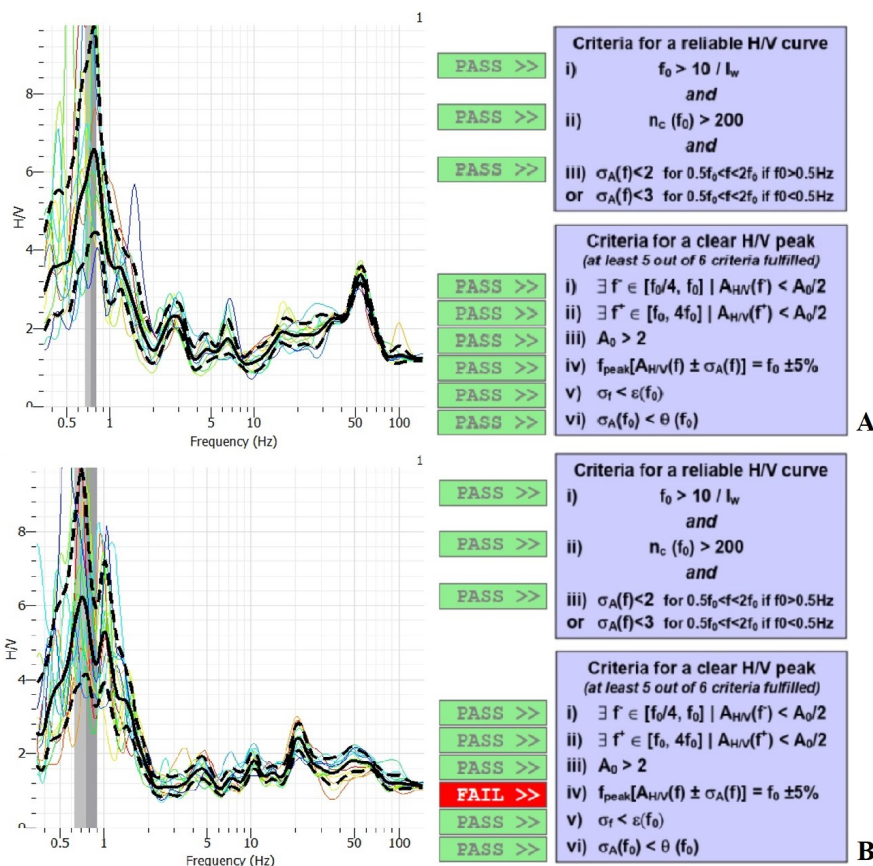 1
8
6
4
2
0
H/V
0.5
1
2
5
10
20
50
100
Frequency (Hz)
PASS >>
PASS >>
PASS >>
Criteria for a reliable H/V curve
i) f₀ > 10 / I_w
and
ii) n_c (f₀) > 200
and
iii) σ_A(f)<2 for 0.5f₀<f<2f₀ if f0>0.5Hz
or σ_A(f)<3 for 0.5f₀<f<2f₀ if f0<0.5Hz
PASS >>
PASS >>
PASS >>
PASS >>
PASS >>
PASS >>
Criteria for a clear H/V peak
(at least 5 out of 6 criteria fulfilled)
i) ∃ f⁻ ∈ [f₀/4, f₀] | A_H/V(f⁻) < A₀/2
ii) ∃ f⁺ ∈ [f₀, 4f₀] | A_H/V(f⁺) < A₀/2
iii) A₀ > 2
iv) f_peak[A_H/V(f) ± σ_A(f)] = f₀ ±5%
v) σ_f < ε(f₀)
vi) σ_A(f₀) < θ (f₀)
A
1
8
6
4
2
0
H/V
0.5
1
2
5
10
20
50
100
Frequency (Hz)
PASS >>
PASS >>
PASS >>
Criteria for a reliable H/V curve
i) f₀ > 10 / I_w
and
ii) n_c (f₀) > 200
and
iii) σ_A(f)<2 for 0.5f₀<f<2f₀ if f0>0.5Hz
or σ_A(f)<3 for 0.5f₀<f<2f₀ if f0<0.5Hz
PASS >>
PASS >>
PASS >>
FAIL >>
PASS >>
PASS >>
Criteria for a clear H/V peak
(at least 5 out of 6 criteria fulfilled)
i) ∃ f⁻ ∈ [f₀/4, f₀] | A_H/V(f⁻) < A₀/2
ii) ∃ f⁺ ∈ [f₀, 4f₀] | A_H/V(f⁺) < A₀/2
iii) A₀ > 2
iv) f_peak[A_H/V(f) ± σ_A(f)] = f₀ ±5%
v) σ_f < ε(f₀)
vi) σ_A(f₀) < θ (f₀)
B